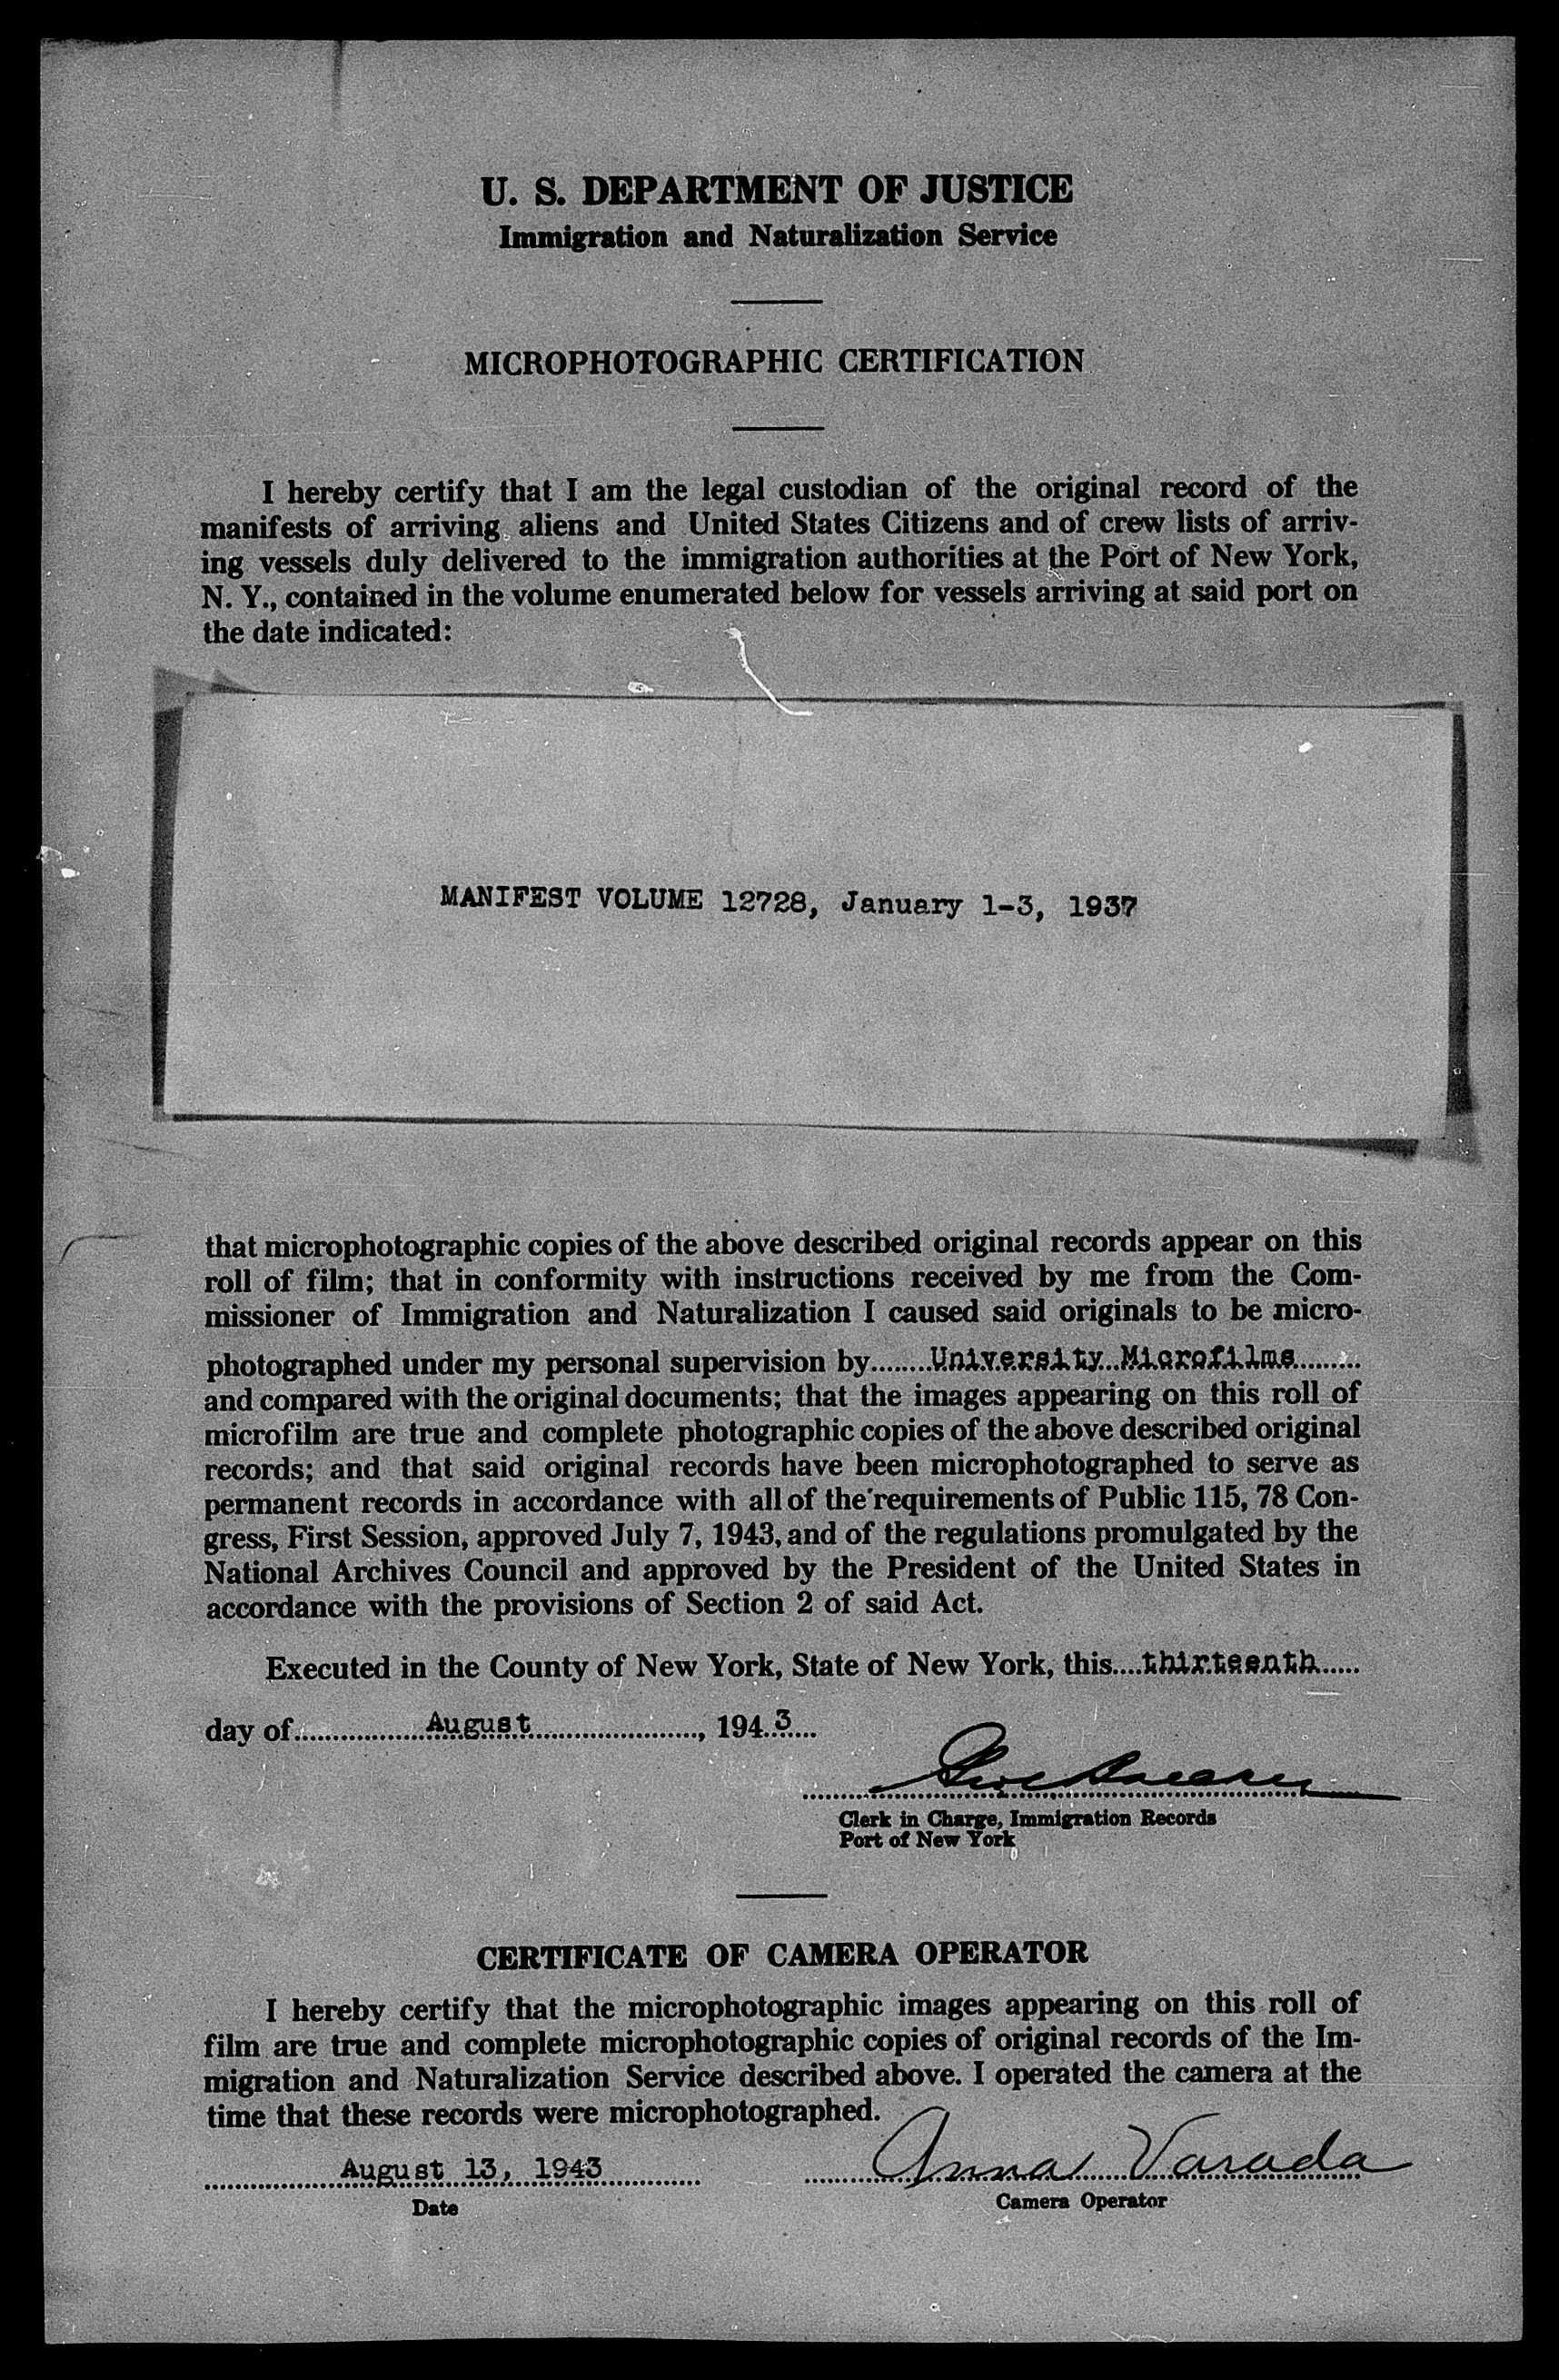 U. S. DEPARTMENT OF JUSTICE
Immigration and Naturalization Service
MICROPHOTOGRAPHIC CERTIFICATION
I hereby certify that I am the legal custodian of the original record of the
manifests of arriving aliens and United States Citizens and of crew lists of arriv-
ing vessels duly delivered to the immigration authorities at the Port of New York,
N. Y., contained in the volume enumerated below for vessels arriving at said port on
the date indicated:
MANIFEST VOLUME 12728, January 1-3, 1937
that microphotographic copies of the above described original records appear on this
roll of film; that in conformity with instructions received by me from the Com-
missioner of Immigration and Naturalization I caused said originals to be micro-
photographed under my personal supervision by........University Microfilms.........
and compared with the original documents; that the images appearing on this roll of
microfilm are true and complete photographic copies of the above described original
records; and that said original records have been microphotographed to serve as
permanent records in accordance with all of the requirements of Public 115, 78 Con-
gress, First Session, approved July 7, 1943, and of the regulations promulgated by the
National Archives Council and approved by the President of the United States in
accordance with the provisions of Section 2 of said Act.
Executed in the County of New York, State of New York, this....thirteenth.....
day of.................August......................, 194..3...
Clerk in Charge, Immigration Records
Port of New York
CERTIFICATE OF CAMERA OPERATOR
I hereby certify that the microphotographic images appearing on this roll of
film are true and complete microphotographic copies of original records of the Im-
migration and Naturalization Service described above. I operated the camera at the
time that these records were microphotographed.
August 13, 1943 Anna Varada
Date Camera Operator